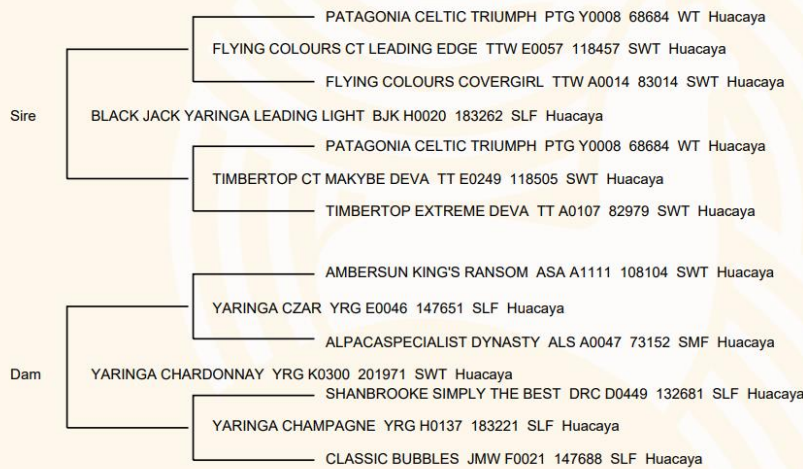 PATAGONIA CELTIC TRIUMPH PTG Y0008 68684 WT Huacaya
FLYING COLOURS CT LEADING EDGE TTW E0057 118457 SWT Huacaya
FLYING COLOURS COVERGIRL TTW A0014 83014 SWT Huacaya
Sire
BLACK JACK YARINGA LEADING LIGHT BJK H0020 183262 SLF Huacaya
PATAGONIA CELTIC TRIUMPH PTG Y0008 68684 WT Huacaya
TIMBERTOP CT MAKYBE DEVA TT E0249 118505 SWT Huacaya
TIMBERTOP EXTREME DEVA TT A0107 82979 SWT Huacaya
AMBERSUN KING'S RANSOM ASA A1111 108104 SWT Huacaya
YARINGA CZAR YRG E0046 147651 SLF Huacaya
ALPACASPECIALIST DYNASTY ALS A0047 73152 SMF Huacaya
Dam
YARINGA CHARDONNAY YRG K0300 201971 SWT Huacaya
SHANBROOKE SIMPLY THE BEST DRC D0449 132681 SLF Huacaya
YARINGA CHAMPAGNE YRG H0137 183221 SLF Huacaya
CLASSIC BUBBLES JMW F0021 147688 SLF Huacaya